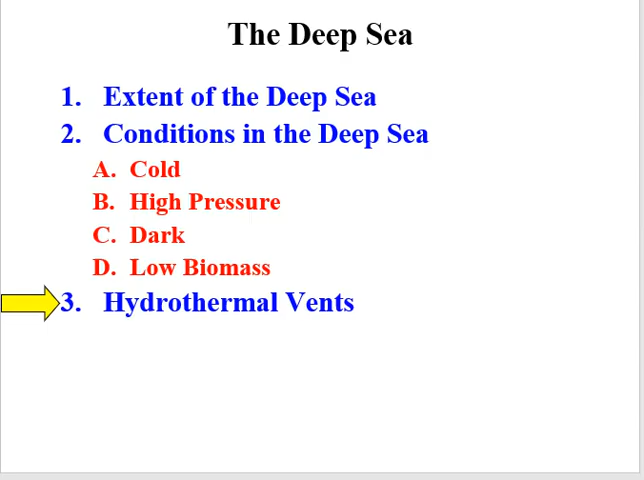 The Deep Sea
1. Extent of the Deep Sea
2. Conditions in the Deep Sea
A. Cold
B. High Pressure
C. Dark
D. Low Biomass
3. Hydrothermal Vents